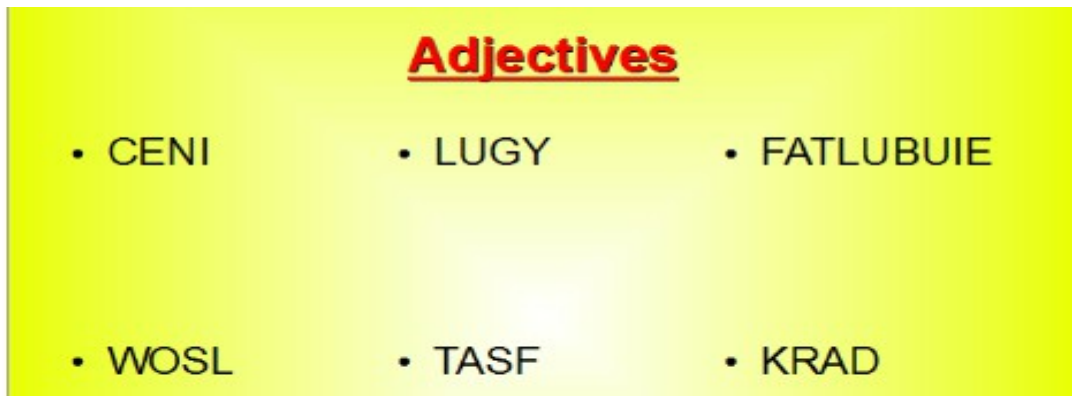 Adjectives
• CENI • LUGY • FATLUBUIE
• WOSL • TASF • KRAD